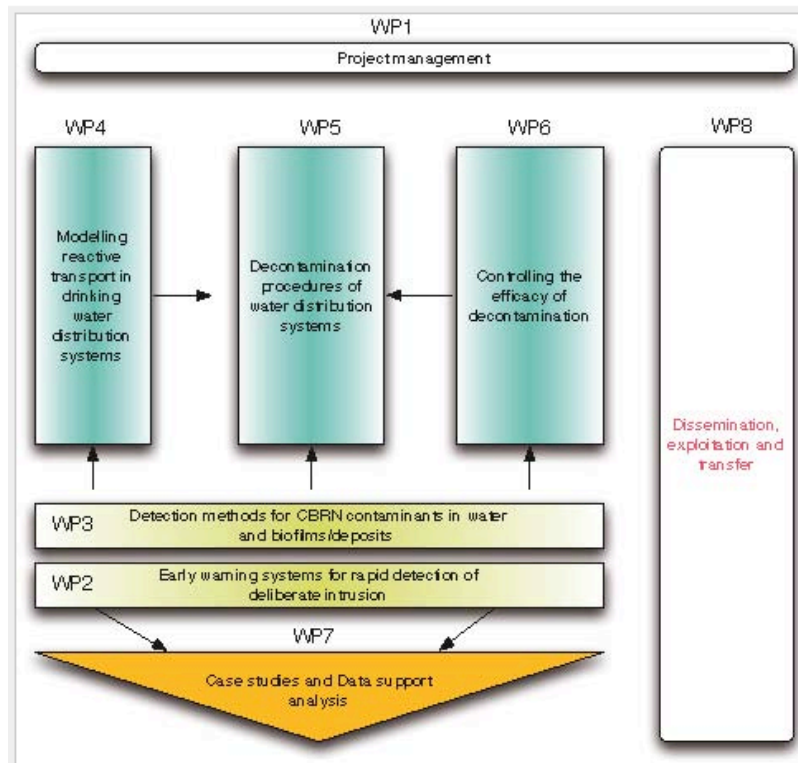 WP1
Project management
WP4
WP5
WP6
WP8
Modelling
reactive
transport in
drinking
water
distribution
systems
Decontamination
procedures of
water distribution
systems
Controlling the
efficacy of
decontamination
Dissemination,
exploitation and
transfer
WP3
Detection methods for CBRN contaminants in water
and biofilms/deposits
WP2
Early warning systems for rapid detection of
deliberate intrusion
WP7
Case studies and Data support
analysis